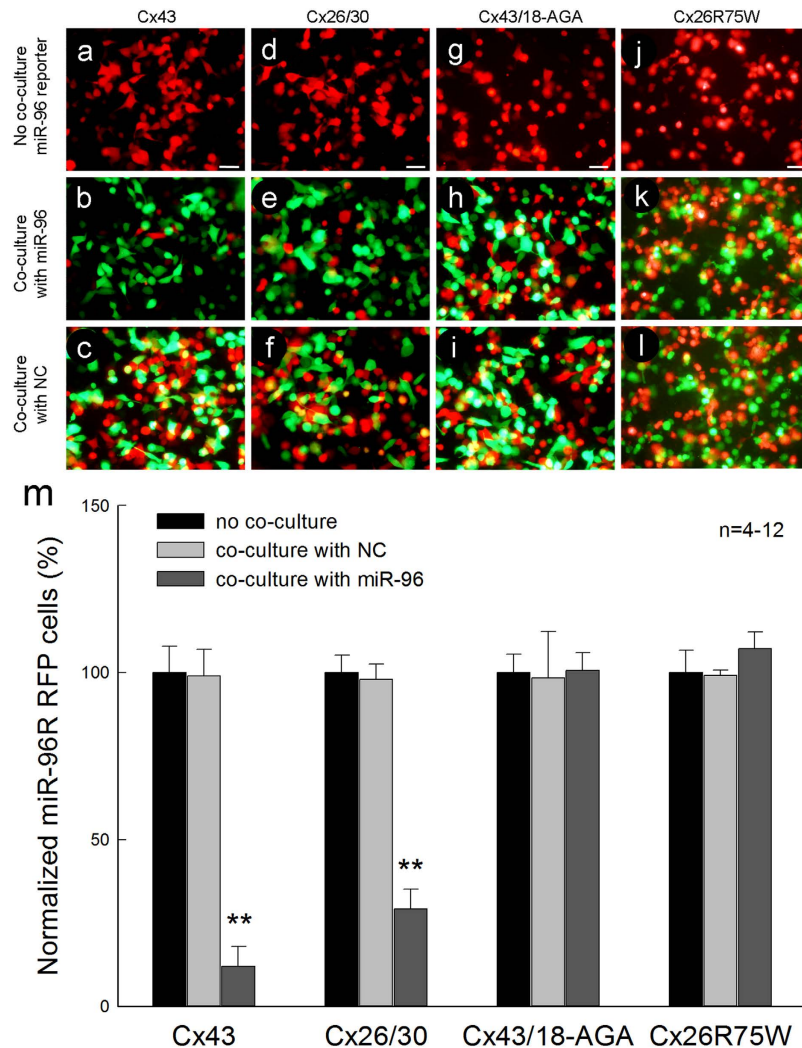 Cx43 Cx26/30 Cx43/18-AGA Cx26R75W
No co-culture
miR-96 reporter
a d g j
Co-culture
with miR-96
b e h k
Co-culture
with NC
c f i l
m
Normalized miR-96R RFP cells (%)
150
100
50
0
no co-culture
co-culture with NC
co-culture with miR-96
n=4-12
**
**
Cx43 Cx26/30 Cx43/18-AGA Cx26R75W